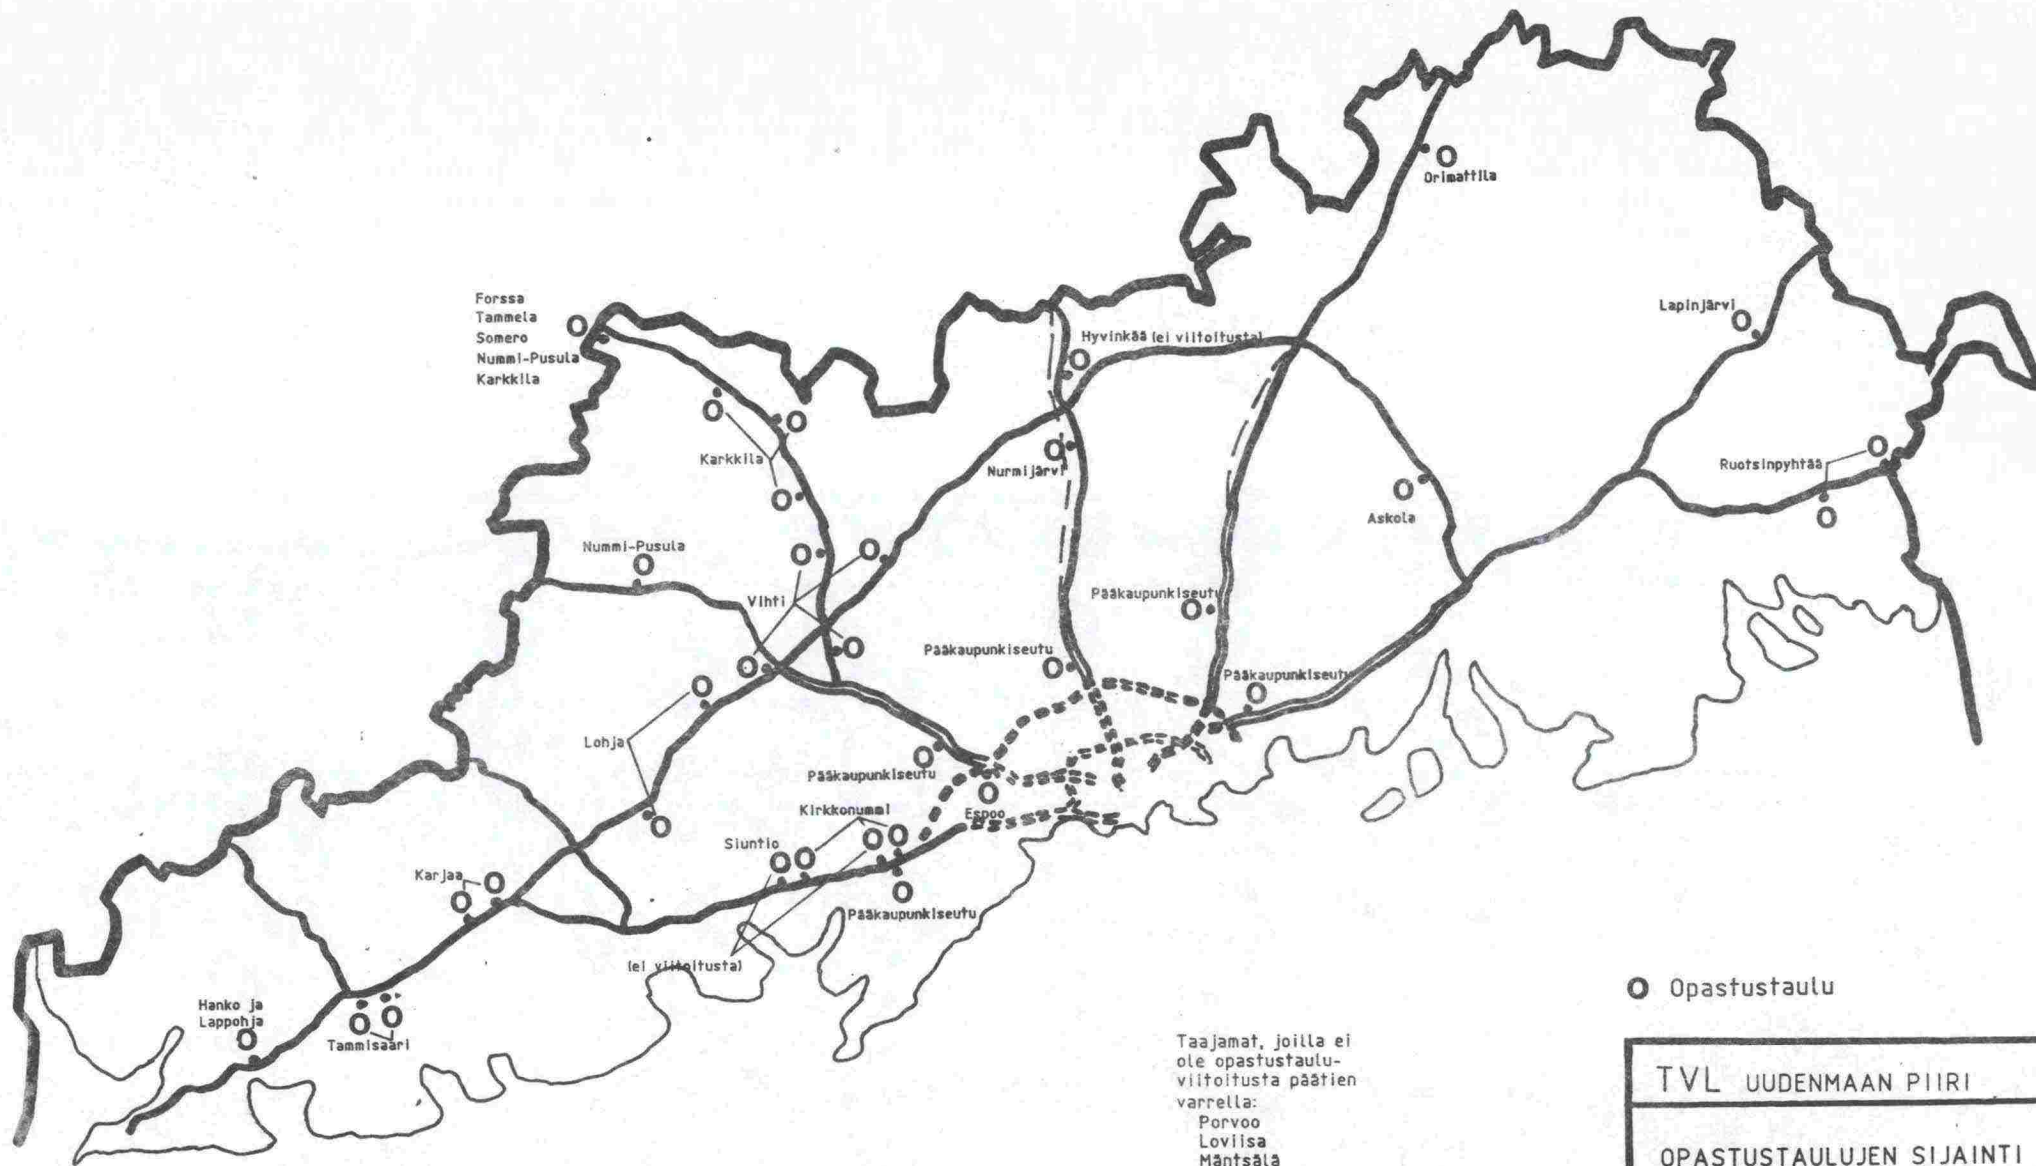 Orimattila
Forssa
Tammela
Somero
Nummi-Pusula
Karkkila
Lapinjärvi
Hyvinkää (ei viitoitusta)
Karkkila
Nurmijärvi
Ruotsinpyhtää
Askola
Nummi-Pusula
Vihti
Pääkaupunkiseutu
Pääkaupunkiseutu
Pääkaupunkiseutu
Lohja
Pääkaupunkiseutu
Kirkkonummi
Espoo
Siuntio
Karjaa
Pääkaupunkiseutu
(ei viitoitusta)
Hanko ja
Lappohja
Tammisaari
O Opastustaulu
Taajamat, joilla ei
ole opastustaulu-
viitoitusta päätien
varrella:
Porvoo
Loviisa
Mäntsälä
TVL UUDENMAAN PIIRI
OPASTUSTAULUJEN SIJAINTI